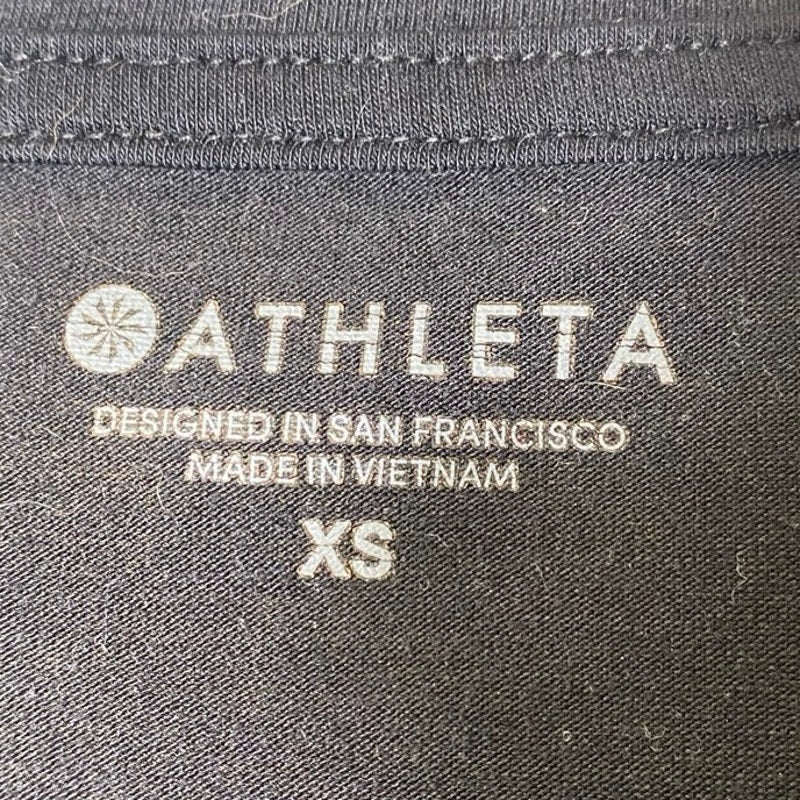 ATHLETA
DESIGNED IN SAN FRANCISCO
MADE IN VIETNAM
XS